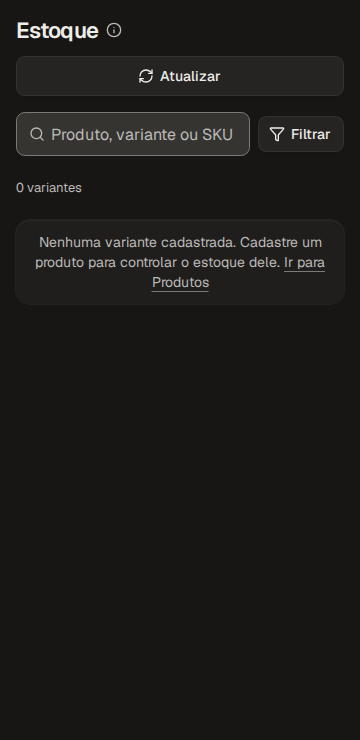 Estoque
Atualizar
Produto, variante ou SKU
Filtrar
0 variantes
Nenhuma variante cadastrada. Cadastre um
produto para controlar o estoque dele. Ir para
Produtos